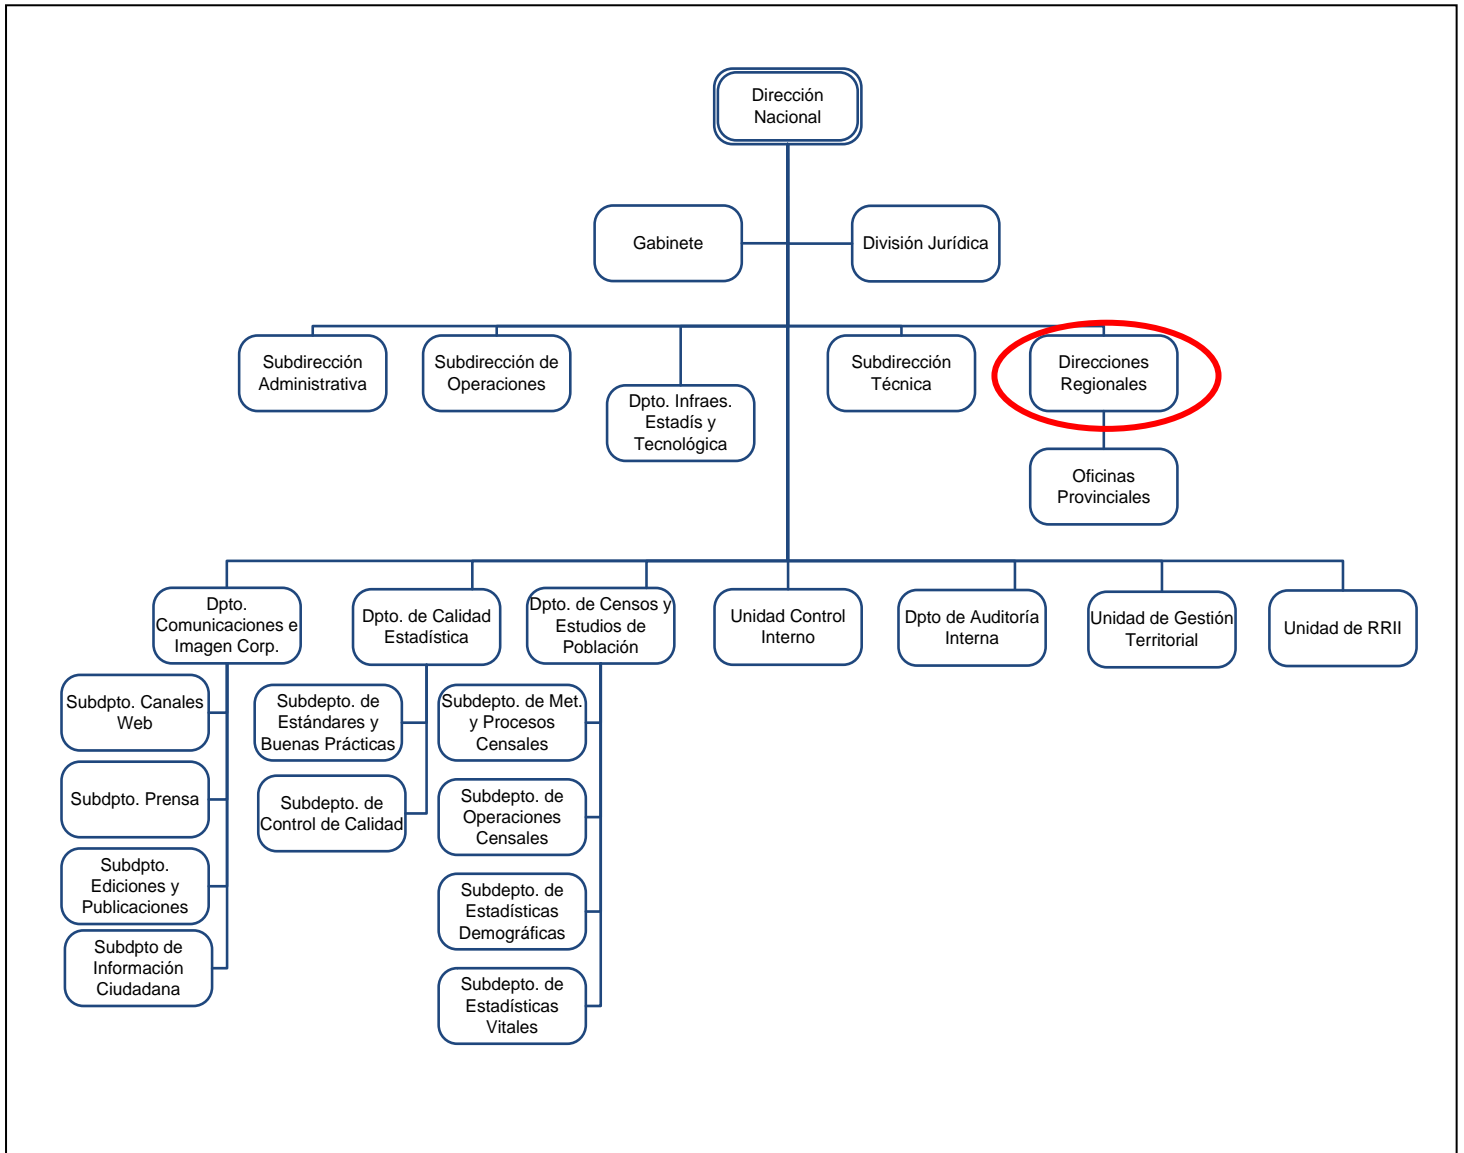 Dirección
Nacional
Gabinete
División Jurídica
Subdirección
Administrativa
Subdirección de
Operaciones
Dpto. Infraes.
Estadís y
Tecnológica
Subdirección
Técnica
Direcciones
Regionales
Oficinas
Provinciales
Dpto.
Comunicaciones e
Imagen Corp.
Dpto. de Calidad
Estadística
Dpto. de Censos y
Estudios de
Población
Unidad Control
Interno
Dpto de Auditoría
Interna
Unidad de Gestión
Territorial
Unidad de RRII
Subdpto. Canales
Web
Subdpto. Prensa
Subdpto.
Ediciones y
Publicaciones
Subdpto de
Información
Ciudadana
Subdepto. de
Estándares y
Buenas Prácticas
Subdepto. de
Control de Calidad
Subdepto. de Met.
y Procesos
Censales
Subdepto. de
Operaciones
Censales
Subdepto. de
Estadísticas
Demográficas
Subdepto. de
Estadísticas
Vitales